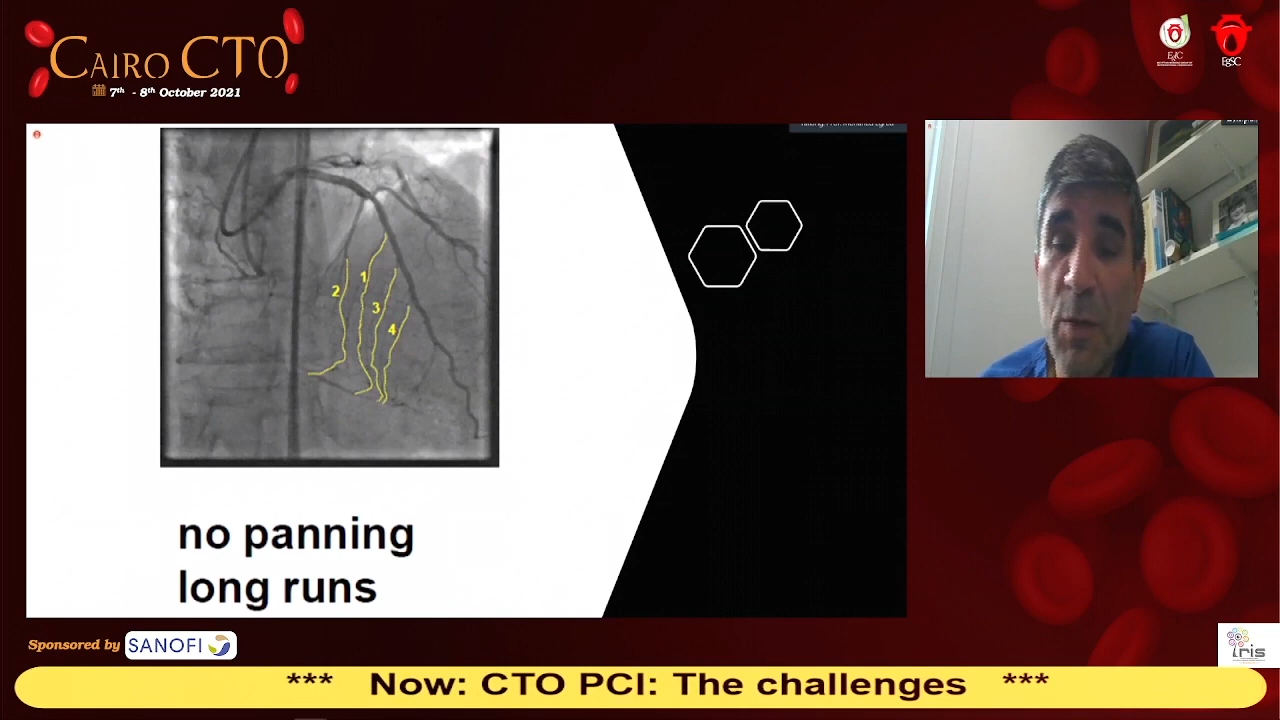 CAIRO CTO
7th - 8th October 2021
EgSC
2
1
3
4
no panning
long runs
Sponsored by SANOFI
iris
*** Now: CTO PCI: The challenges ***